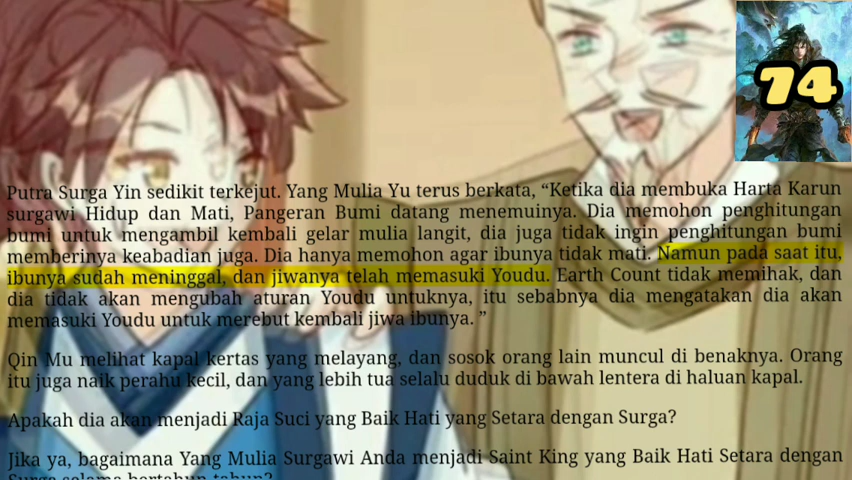 74
Putra Surga Yin sedikit terkejut. Yang Mulia Yu terus berkata, “Ketika dia membuka Harta Karun
surgawi Hidup dan Mati, Pangeran Bumi datang menemuinya. Dia memohon penghitungan
bumi untuk mengambil kembali gelar mulia langit, dia juga tidak ingin penghitungan bumi
memberinya keabadian juga. Dia hanya memohon agar ibunya tidak mati. Namun pada saat itu,
ibunya sudah meninggal, dan jiwanya telah memasuki Youdu. Earth Count tidak memihak, dan
dia tidak akan mengubah aturan Youdu untuknya, itu sebabnya dia mengatakan dia akan
memasuki Youdu untuk merebut kembali jiwa ibunya. ”
Qin Mu melihat kapal kertas yang melayang, dan sosok orang lain muncul di benaknya. Orang
itu juga naik perahu kecil, dan yang lebih tua selalu duduk di bawah lentera di haluan kapal.
Apakah dia akan menjadi Raja Suci yang Baik Hati yang Setara dengan Surga?
Jika ya, bagaimana Yang Mulia Surgawi Anda menjadi Saint King yang Baik Hati Setara dengan
Surga selama bertahun-tahun?